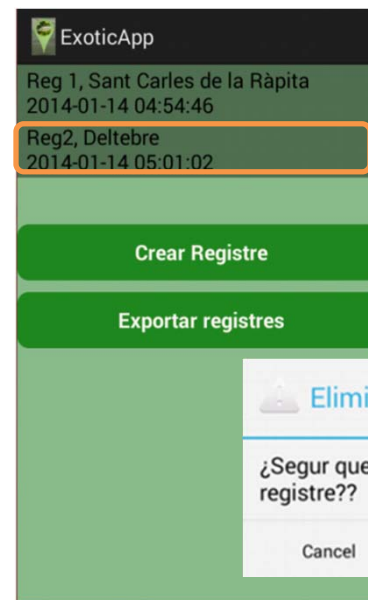 ExoticApp
Reg 1, Sant Carles de la Ràpita
2014-01-14 04:54:46
Reg2, Deltebre
2014-01-14 05:01:02
Crear Registre
Exportar registres
Elimi
¿Segur que
registre??
Cancel